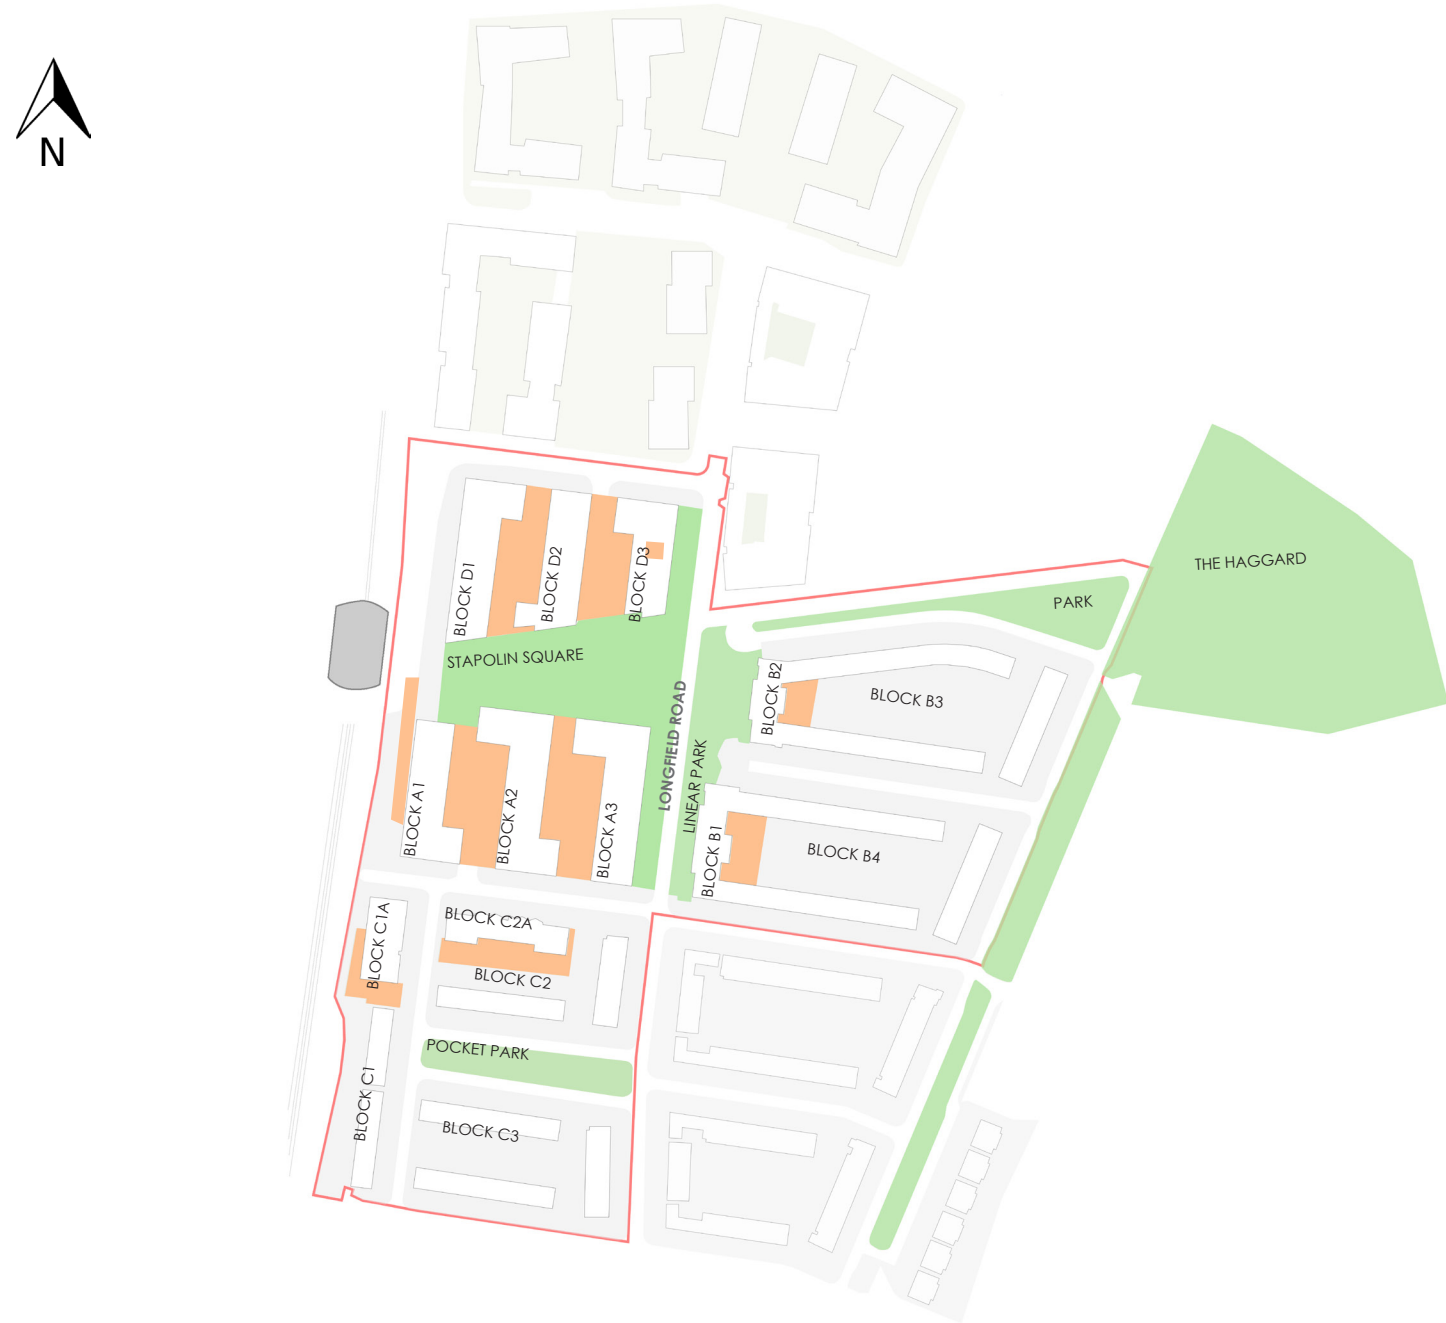 N
THE HAGGARD
PARK
BLOCK D1
BLOCK D2
BLOCK D3
STAPOLIN SQUARE
LONGFIELD ROAD
LINEAR PARK
BLOCK B2
BLOCK B3
BLOCK A1
BLOCK A2
BLOCK A3
BLOCK B1
BLOCK B4
BLOCK C1A
BLOCK C2A
BLOCK C2
POCKET PARK
BLOCK C1
BLOCK C3